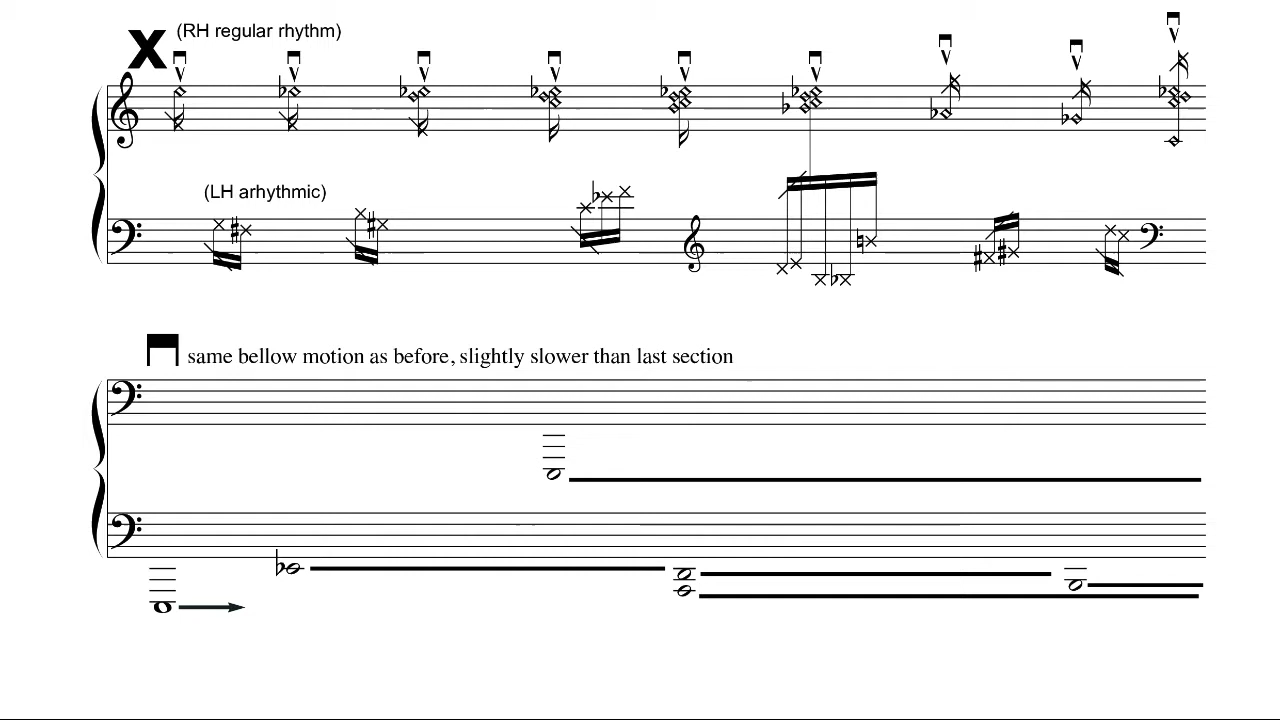 X (RH regular rhythm)
(LH arhythmic)
same bellow motion as before, slightly slower than last section